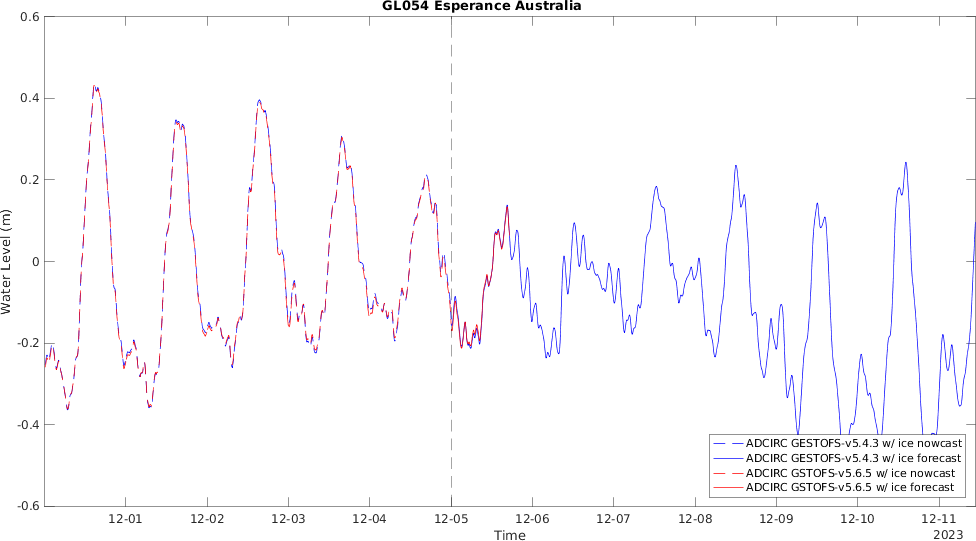 GL054 Esperance Australia
0.6
0.4
0.2
0
-0.2
-0.4
-0.6
Water Level (m)
12-01 12-02 12-03 12-04 12-05 12-06 12-07 12-08 12-09 12-10 12-11
Time
2023
ADCIRC GESTOFS-v5.4.3 w/ ice nowcast
ADCIRC GESTOFS-v5.4.3 w/ ice forecast
ADCIRC GSTOFS-v5.6.5 w/ ice nowcast
ADCIRC GSTOFS-v5.6.5 w/ ice forecast